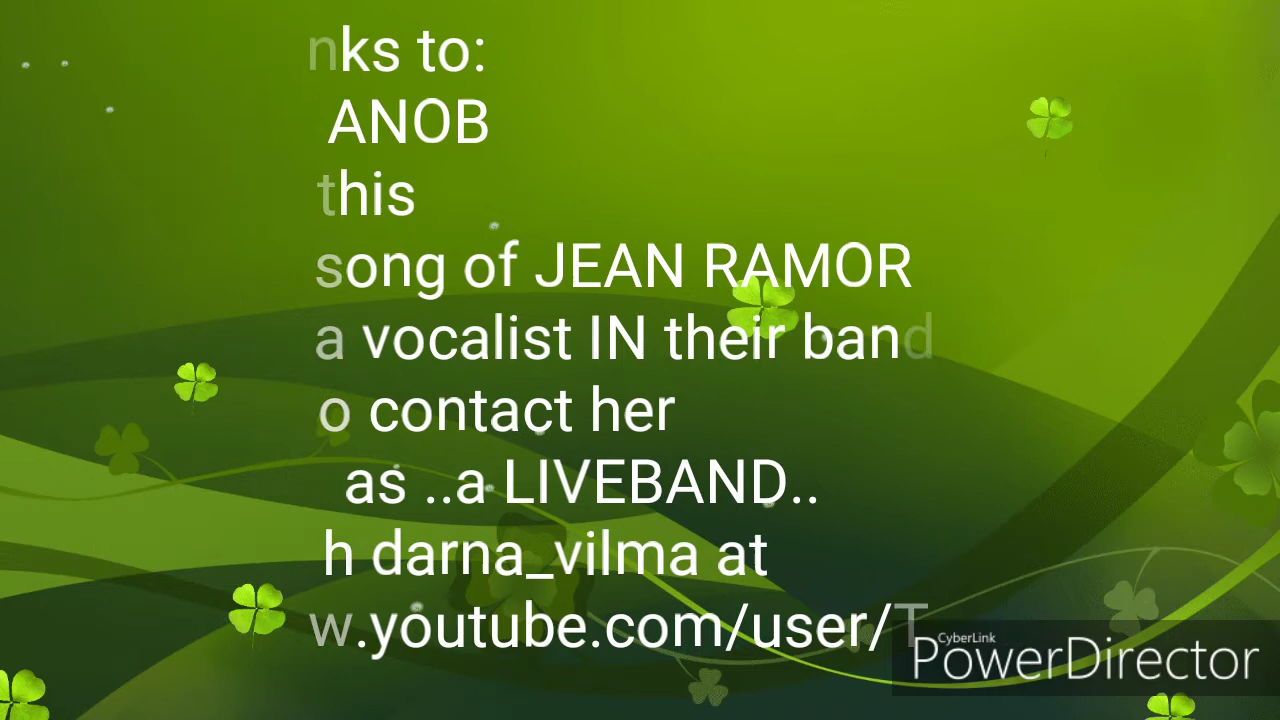 nks to:
ANOB
this
song of JEAN RAMOR
a vocalist IN their band
o contact her
as ..a LIVEBAND..
h darna_vilma at
w.youtube.com/user/T
CyberLink
PowerDirector